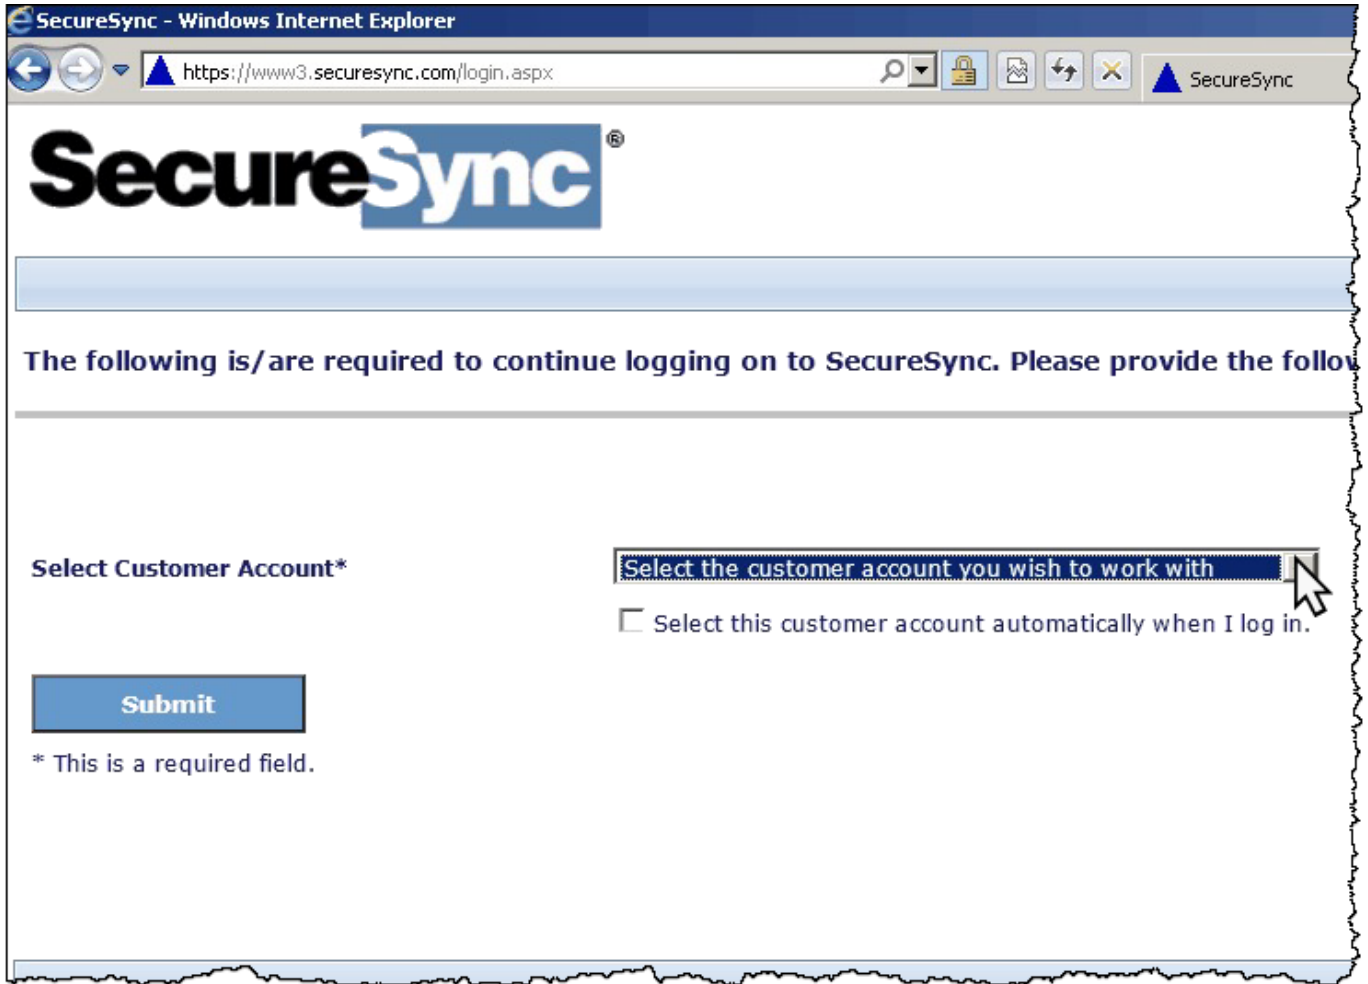 SecureSync - Windows Internet Explorer
https://www3.securesync.com/login.aspx
SecureSync
SecureSync®
The following is/are required to continue logging on to SecureSync. Please provide the
Select Customer Account*
Select the customer account you wish to work with
Select this customer account automatically when I log in.
Submit
* This is a required field.